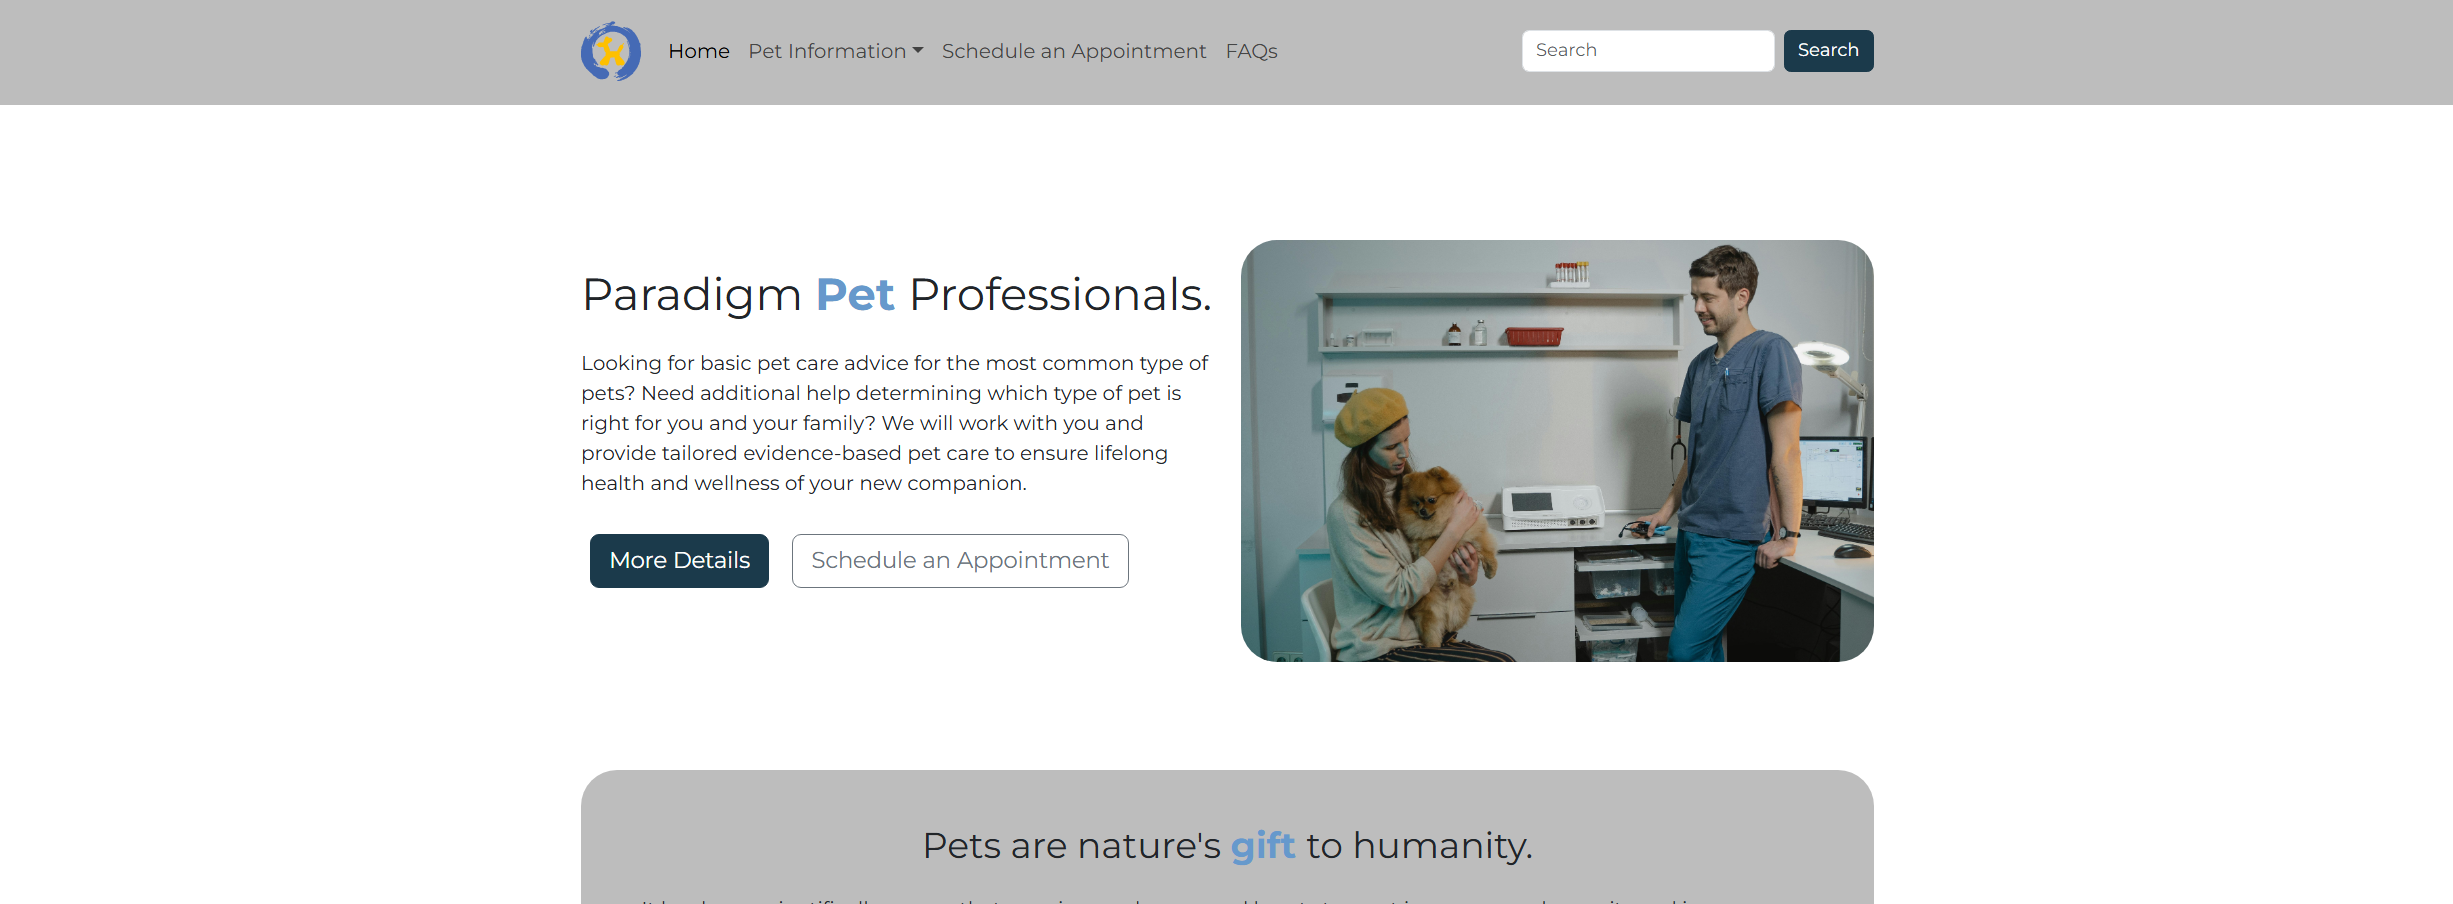 Home Pet Information Schedule an Appointment FAQs Search Search
Paradigm Pet Professionals.
Looking for basic pet care advice for the most common type of
pets? Need additional help determining which type of pet is
right for you and your family? We will work with you and
provide tailored evidence-based pet care to ensure lifelong
health and wellness of your new companion.
More Details Schedule an Appointment
Pets are nature's gift to humanity.